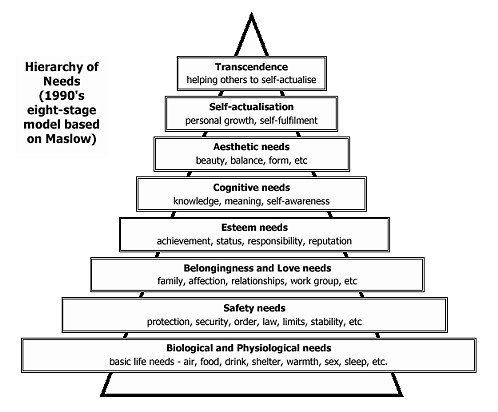 Hierarchy of
Needs
(1990's
eight-stage
model based
on Maslow)
Transcendence
helping others to self-actualise
Self-actualisation
personal growth, self-fulfilment
Aesthetic needs
beauty, balance, form, etc
Cognitive needs
knowledge, meaning, self-awareness
Esteem needs
achievement, status, responsibility, reputation
Belongingness and Love needs
family, affection, relationships, work group, etc
Safety needs
protection, security, order, law, limits, stability, etc
Biological and Physiological needs
basic life needs - air, food, drink, shelter, warmth, sex, sleep, etc.